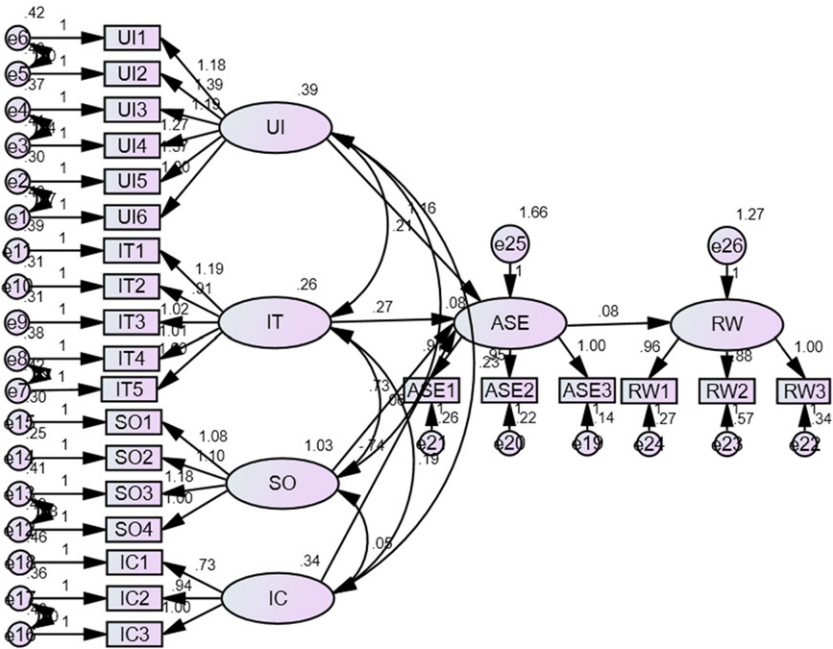 .42
e6 1 UI1
e5 1 UI2
.37
e4 1 UI3
e3 1 UI4
.30
e2 1 UI5
e1 1 UI6
.39
e11 1 IT1
.31
e10 1 IT2
.31
e9 1 IT3
.38
e8 1 IT4
e7 1 IT5
.30
e15 1 SO1
.25
e14 1 SO2
.41
e13 1 SO3
e12 1 SO4
.46
e18 1 IC1
.36
e17 1 IC2
e16 1 IC3
1.18
1.39
1.19
1.27
1.00
.39
UI
1.19
.91
1.02
1.01
.26
IT
1.08
1.10
1.18
1.00
1.03
SO
.73
.94
1.00
.34
IC
1.16
.21
.27
.08
.73
-.74
.19
.05
.23
1.66
e25
1
ASE
.95
1.00
ASE1 ASE2 ASE3
.26 .22 .14
e21 e20 e19
.08
1.27
e26
1
RW
.96 .88 1.00
RW1 RW2 RW3
.27 .57 .34
e24 e23 e22